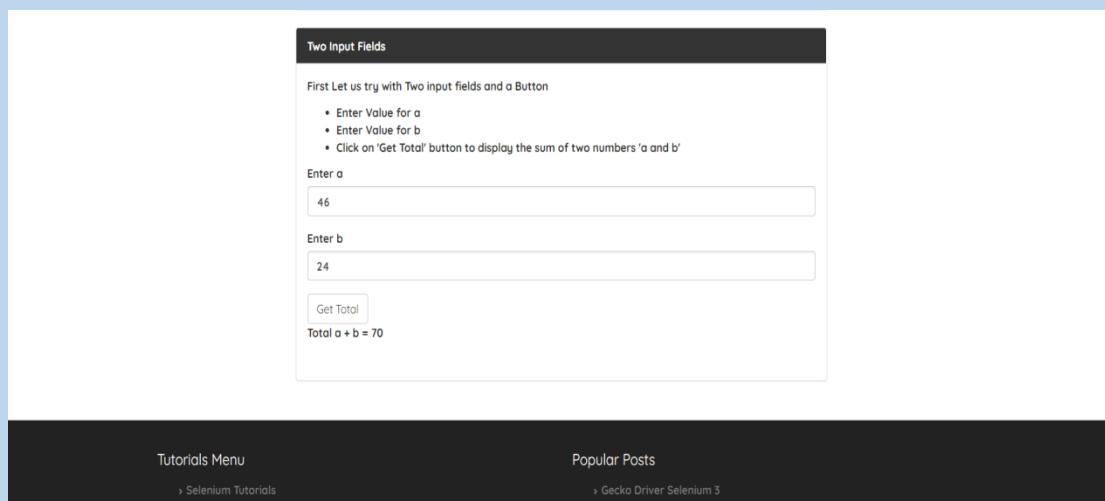 Two Input Fields
First Let us try with Two input fields and a Button
• Enter Value for a
• Enter Value for b
• Click on 'Get Total' button to display the sum of two numbers 'a and b'
Enter a
46
Enter b
24
Get Total
Total a + b = 70
Tutorials Menu
Popular Posts
› Selenium Tutorials
› Gecko Driver Selenium 3